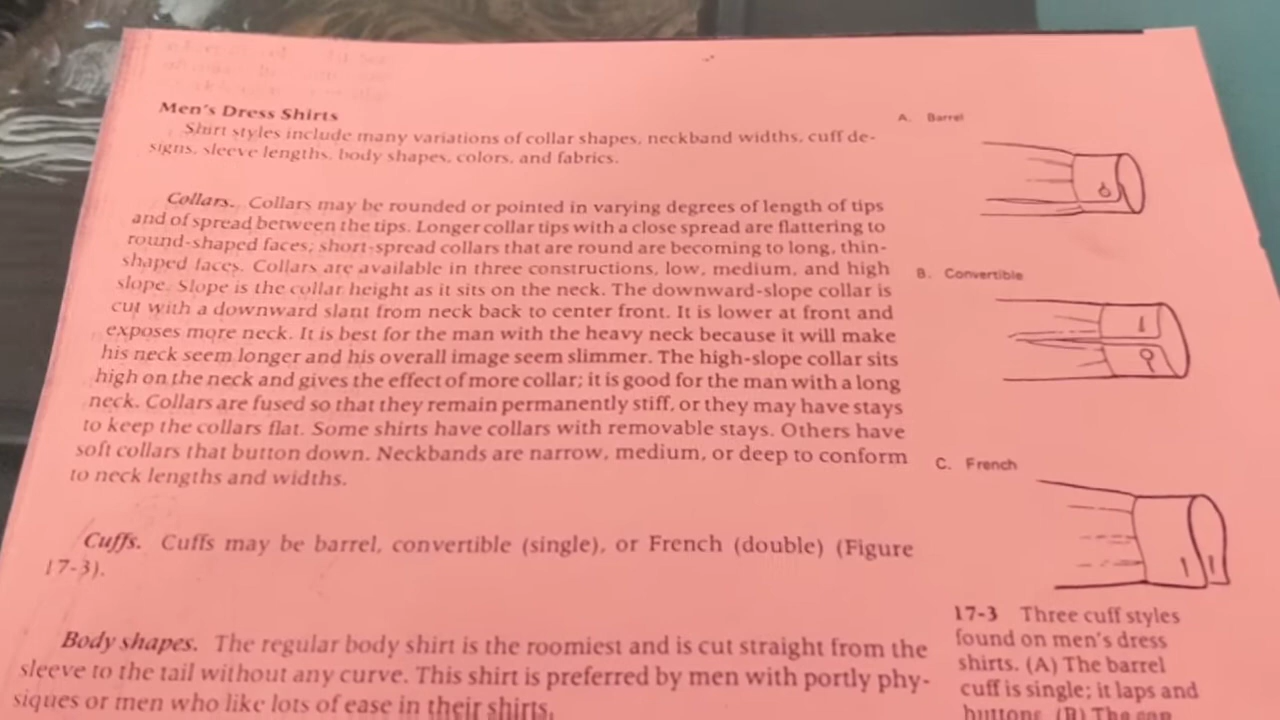 Men's Dress Shirts
Shirt styles include many variations of collar shapes, neckband widths, cuff de-
signs, sleeve lengths, body shapes, colors, and fabrics.
Collars. Collars may be rounded or pointed in varying degrees of length of tips
and of spread between the tips. Longer collar tips with a close spread are flattering to
round-shaped faces; short-spread collars that are round are becoming to long, thin-
shaped faces. Collars are available in three constructions, low, medium, and high
slope. Slope is the collar height as it sits on the neck. The downward-slope collar is
cut with a downward slant from neck back to center front. It is lower at front and
exposes more neck. It is best for the man with the heavy neck because it will make
his neck seem longer and his overall image seem slimmer. The high-slope collar sits
high on the neck and gives the effect of more collar; it is good for the man with a long
neck. Collars are fused so that they remain permanently stiff, or they may have stays
to keep the collars flat. Some shirts have collars with removable stays. Others have
soft collars that button down. Neckbands are narrow, medium, or deep to conform
to neck lengths and widths.
Cuffs. Cuffs may be barrel, convertible (single), or French (double) (Figure
17-3).
Body shapes. The regular body shirt is the roomiest and is cut straight from the
sleeve to the tail without any curve. This shirt is preferred by men with portly phy-
siques or men who like lots of ease in their shirts.
A. Barrel
B. Convertible
C. French
17-3 Three cuff styles
found on men's dress
shirts. (A) The barrel
cuff is single; it laps and
buttons. (B) The con